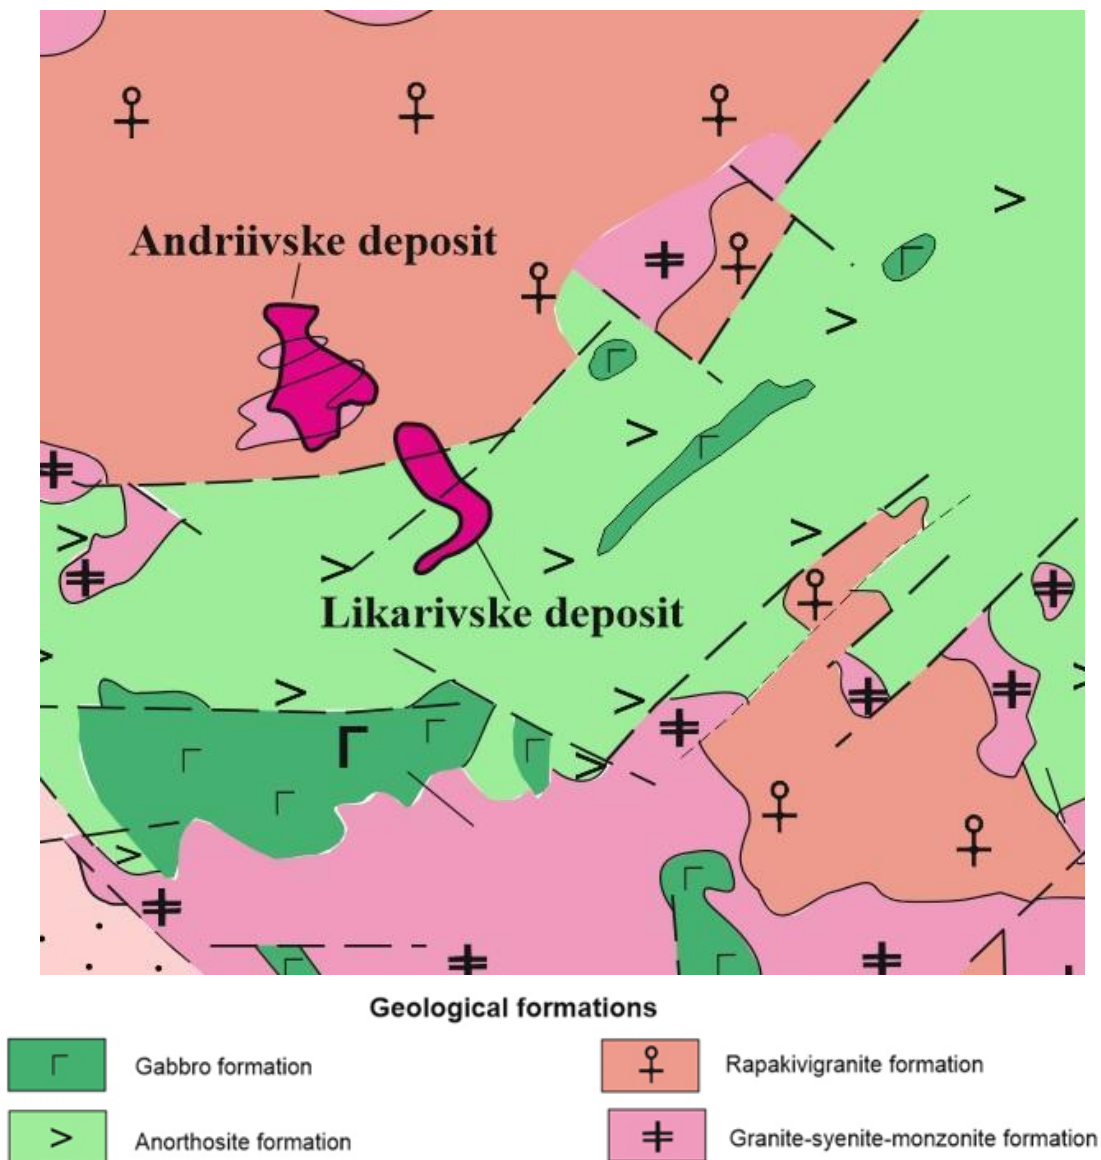 Andriivske deposit
Likarivske deposit
Geological formations
Gabbro formation
Rapakivigranite formation
Anorthosite formation
Granite-syenite-monzonite formation